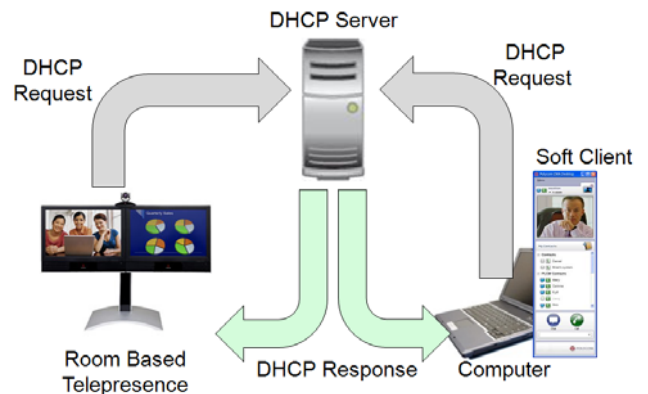 DHCP Server
DHCP
Request
DHCP
Request
Soft Client
Room Based
Telepresence
DHCP Response
Computer